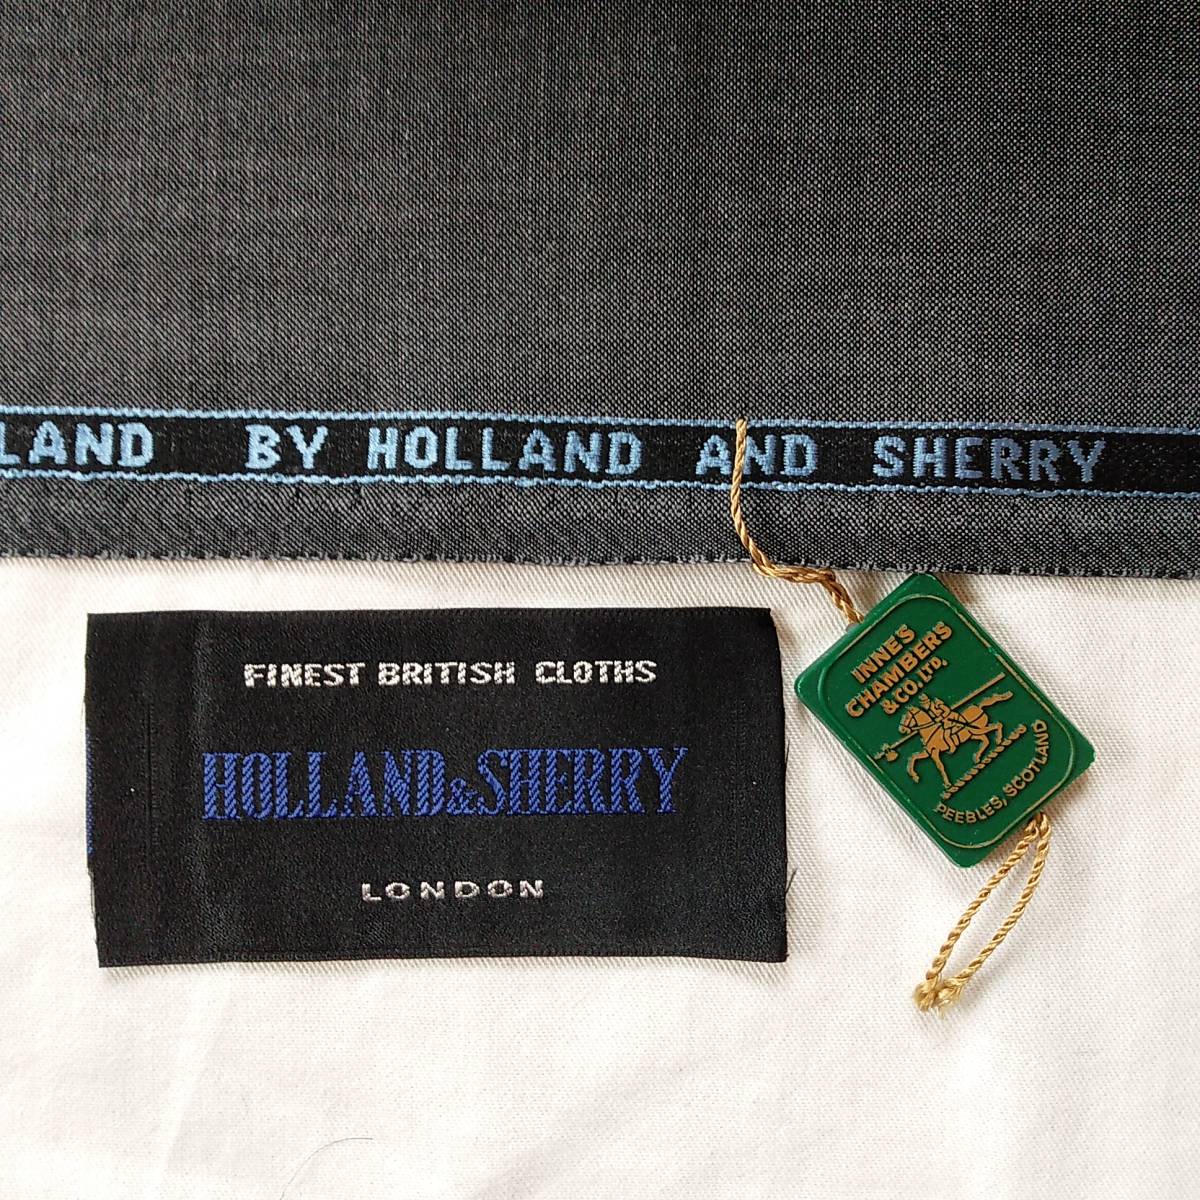 LAND BY HOLLAND AND SHERRY
FINEST BRITISH CLOTHS
HOLLAND & SHERRY
LONDON
INNES
CHAMBERS
& CO. LTD.
PEEBLES, SCOTLAND